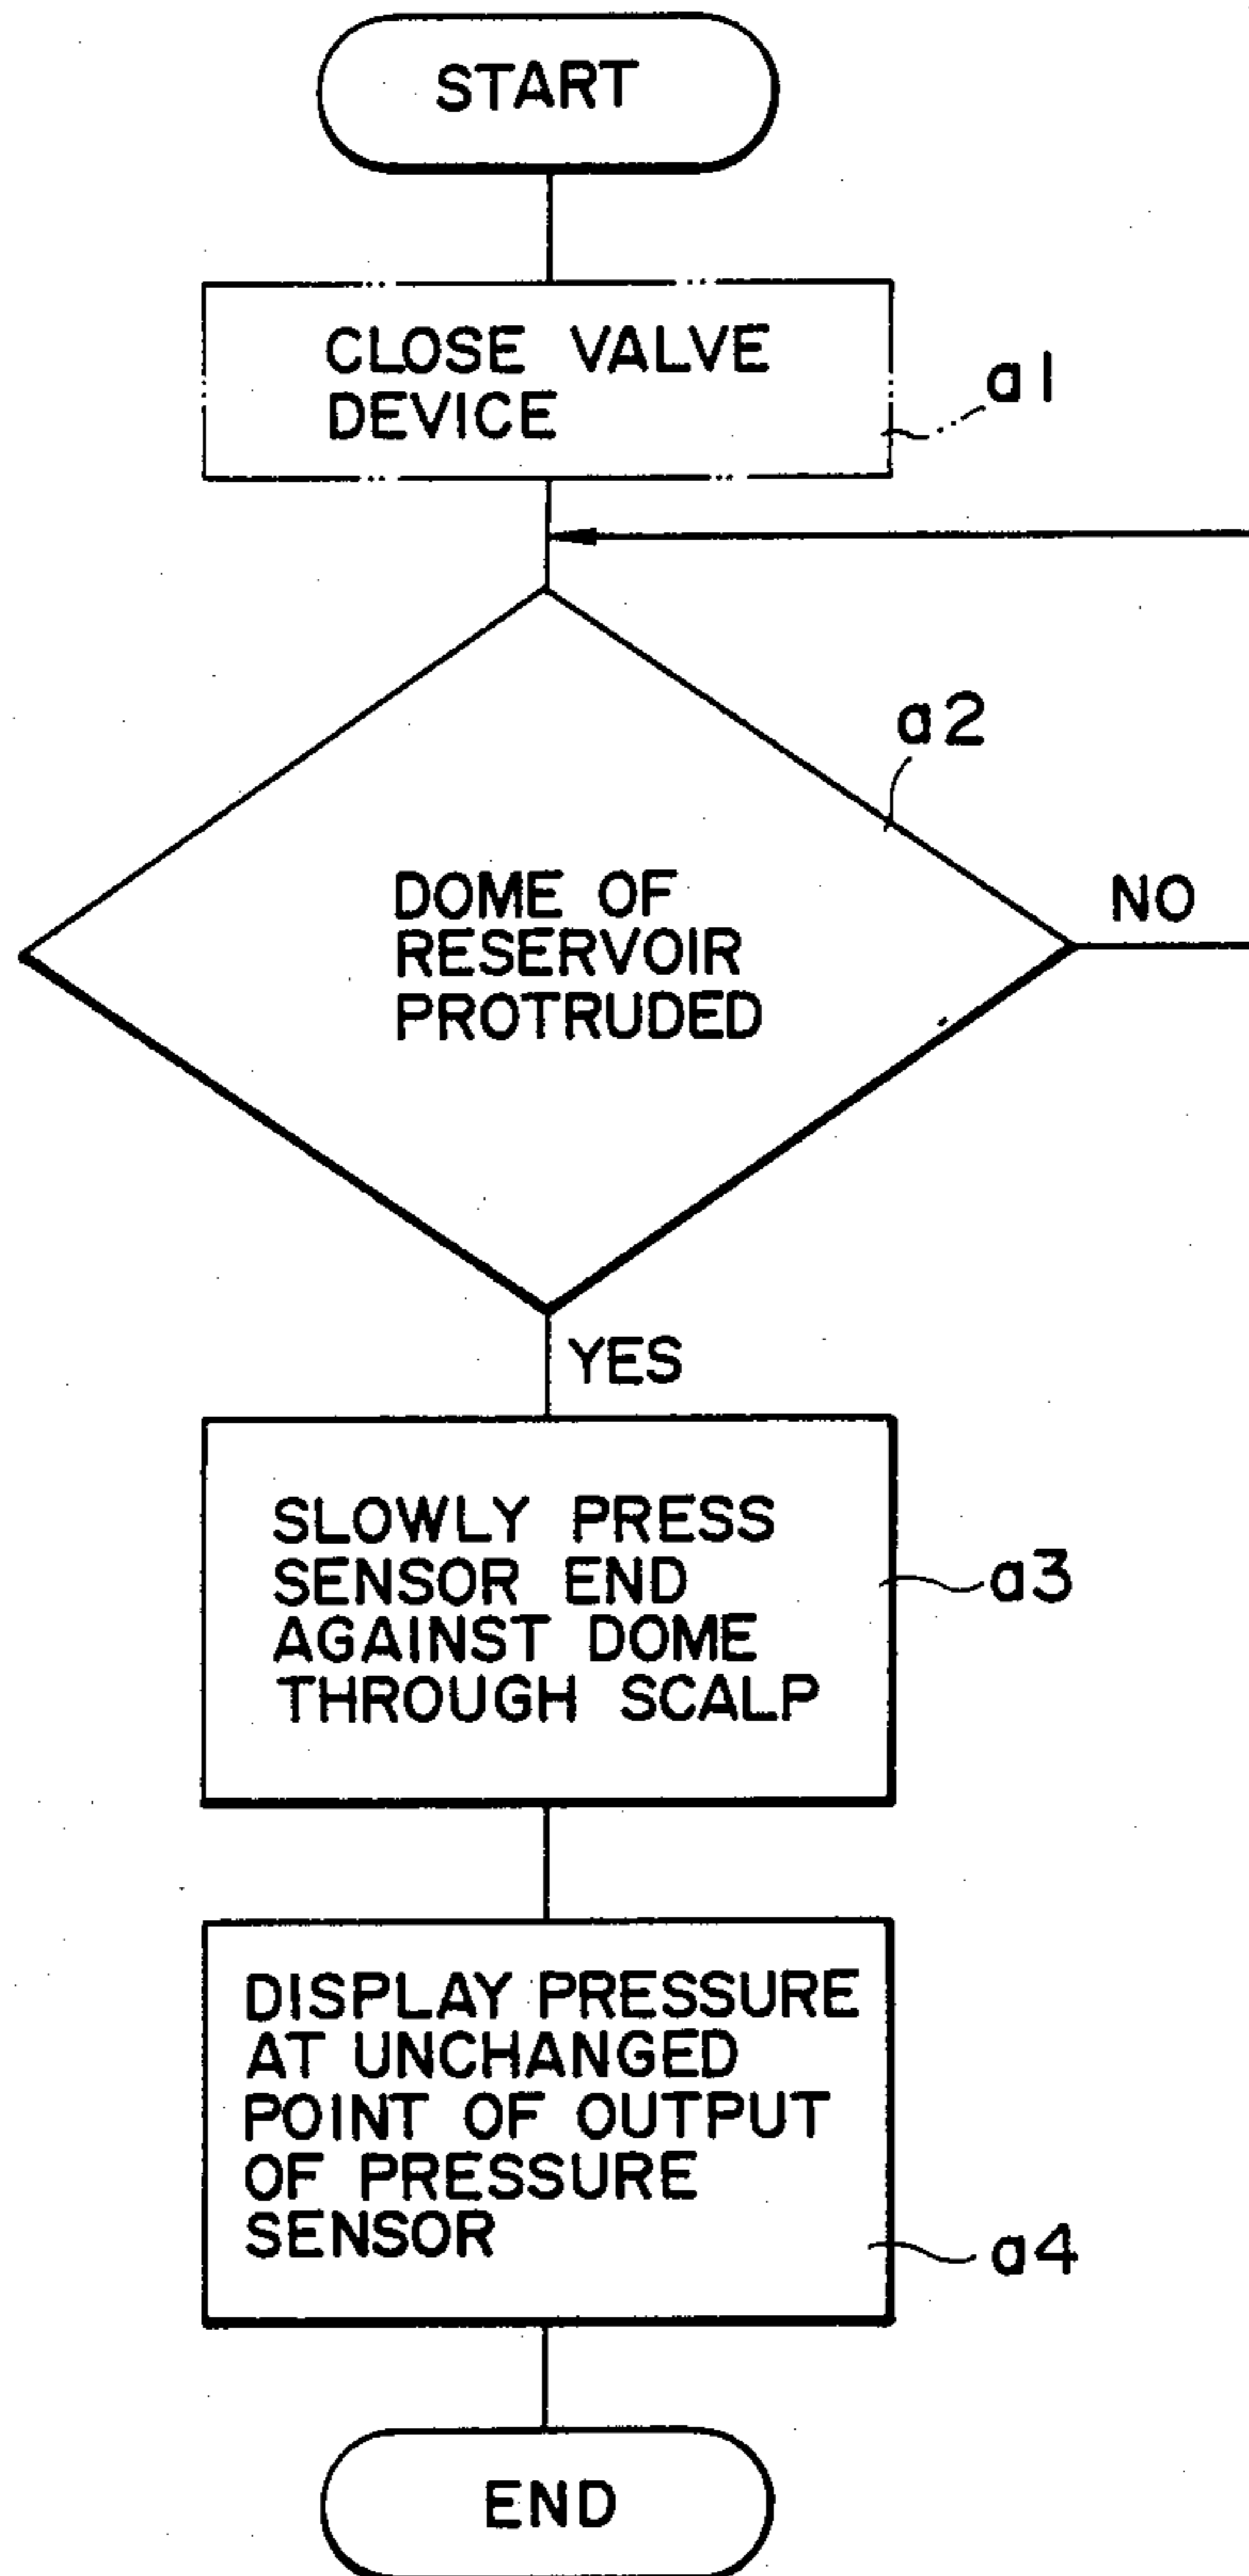 START
CLOSE VALVE
DEVICE
a1
a2
DOME OF
RESERVOIR
PROTRUDED
NO
YES
SLOWLY PRESS
SENSOR END
AGAINST DOME
THROUGH SCALP
a3
DISPLAY PRESSURE
AT UNCHANGED
POINT OF OUTPUT
OF PRESSURE
SENSOR
a4
END